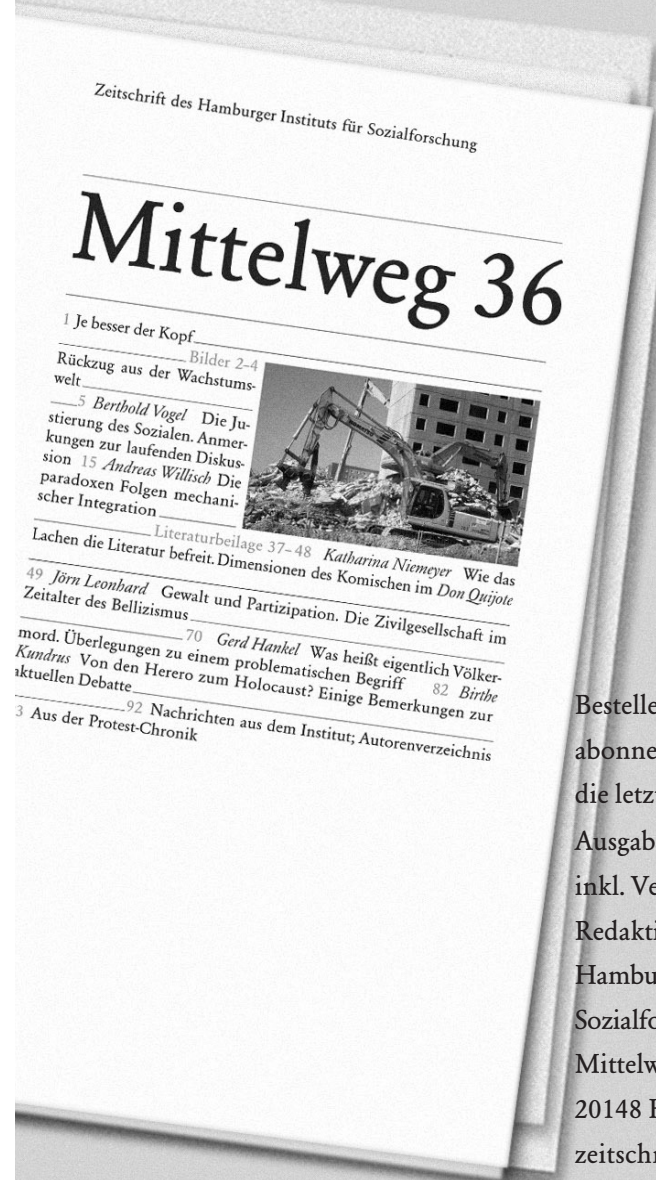 Zeitschrift des Hamburger Instituts für Sozialforschung
Mittelweg 36
1 Je besser der Kopf
Bilder 2–4
Rückzug aus der Wachstums-
welt
5 Berthold Vogel Die Ju-
stierung des Sozialen. Anmer-
kungen zur laufenden Diskus-
sion 15 Andreas Willisch Die
paradoxen Folgen mechani-
scher Integration
Literaturbeilage 37–48 Katharina Niemeyer Wie das
Lachen die Literatur befreit. Dimensionen des Komischen im Don Quijote
49 Jörn Leonhard Gewalt und Partizipation. Die Zivilgesellschaft im
Zeitalter des Bellizismus
70 Gerd Hankel Was heißt eigentlich Völker-
mord. Überlegungen zu einem problematischen Begriff 82 Birthe
Kundrus Von den Herero zum Holocaust? Einige Bemerkungen zur
aktuellen Debatte
92 Nachrichten aus dem Institut; Autorenverzeichnis
3 Aus der Protest-Chronik
Bestelle
abonne
die letz
Ausgab
inkl. Ve
Redakti
Hambu
Sozialfo
Mittelw
20148
zeitsch